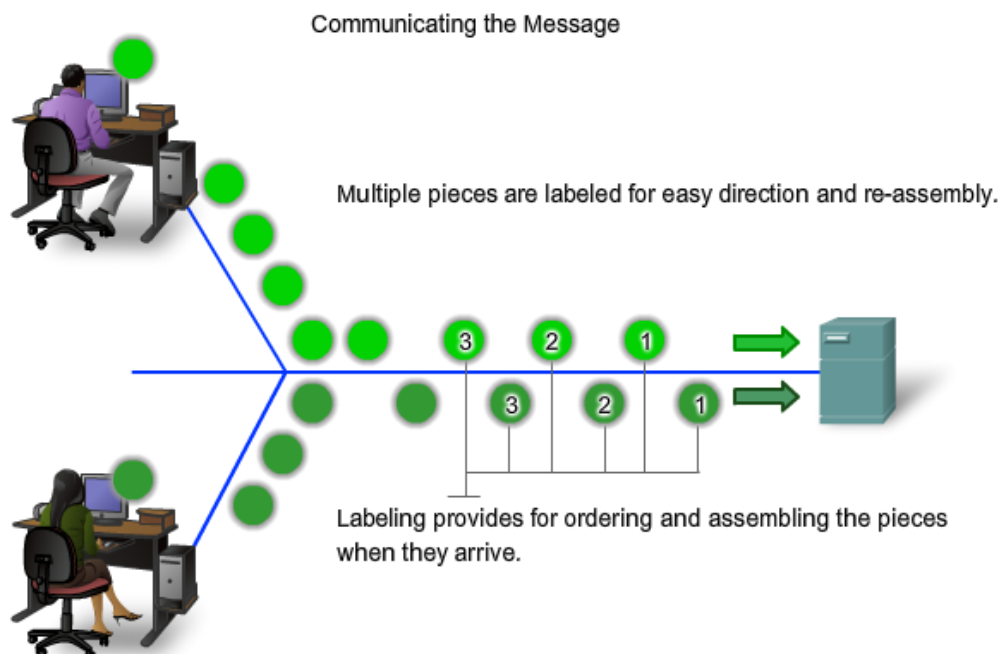 Communicating the Message
Multiple pieces are labeled for easy direction and re-assembly.
3 2 1
3 2 1
Labeling provides for ordering and assembling the pieces
when they arrive.